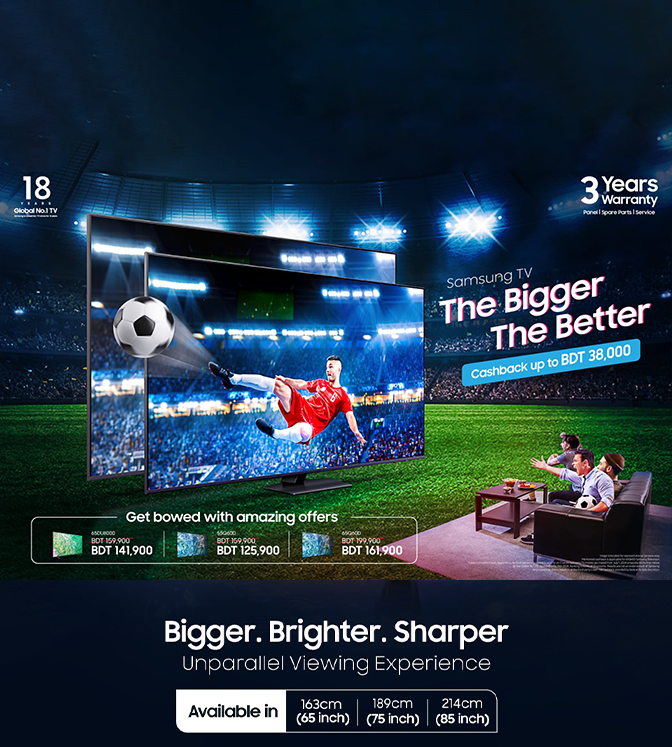 18
YEARS
Global No.1 TV
3 Years
Warranty
Panel | Spare Parts | Service
Samsung TV
The Bigger
The Better
Cashback up to BDT 38,000
Get bowed with amazing offers
65DU8000
BDT 159,900
BDT 141,900
55Q60D
BDT 159,900
BDT 125,900
65Q60D
BDT 199,900
BDT 161,900
Bigger. Brighter. Sharper
Unparallel Viewing Experience
Available in
163cm
(65 inch)
189cm
(75 inch)
214cm
(85 inch)